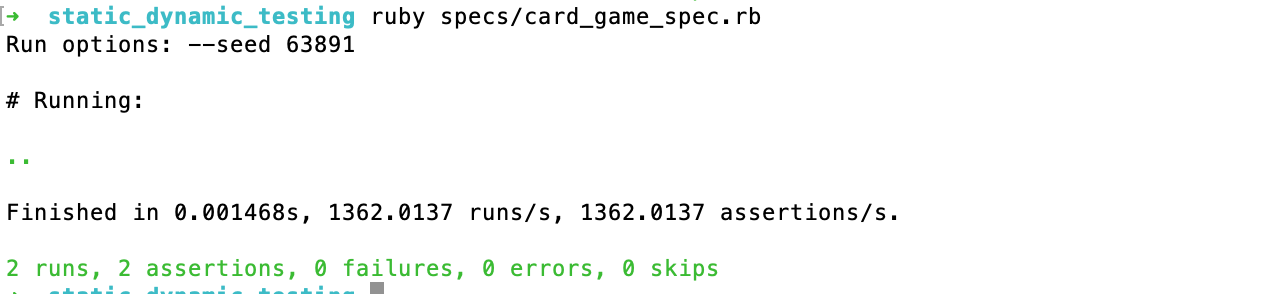 [→ static_dynamic_testing ruby specs/card_game_spec.rb
Run options: --seed 63891
# Running:
..
Finished in 0.001468s, 1362.0137 runs/s, 1362.0137 assertions/s.
2 runs, 2 assertions, 0 failures, 0 errors, 0 skips
→ static_dynamic_testing